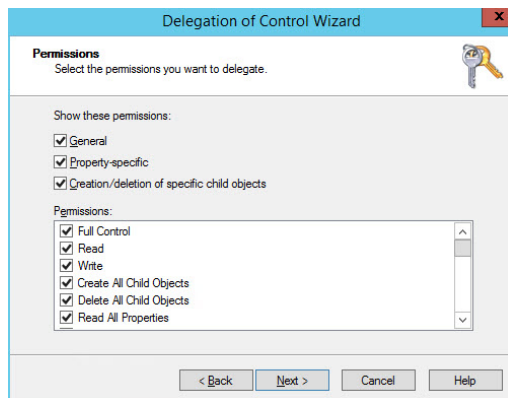 Delegation of Control Wizard
x
Permissions
Select the permissions you want to delegate.
Show these permissions:
General
Property-specific
Creation/deletion of specific child objects
Permissions:
Full Control
Read
Write
Create All Child Objects
Delete All Child Objects
Read All Properties
< Back Next > Cancel Help